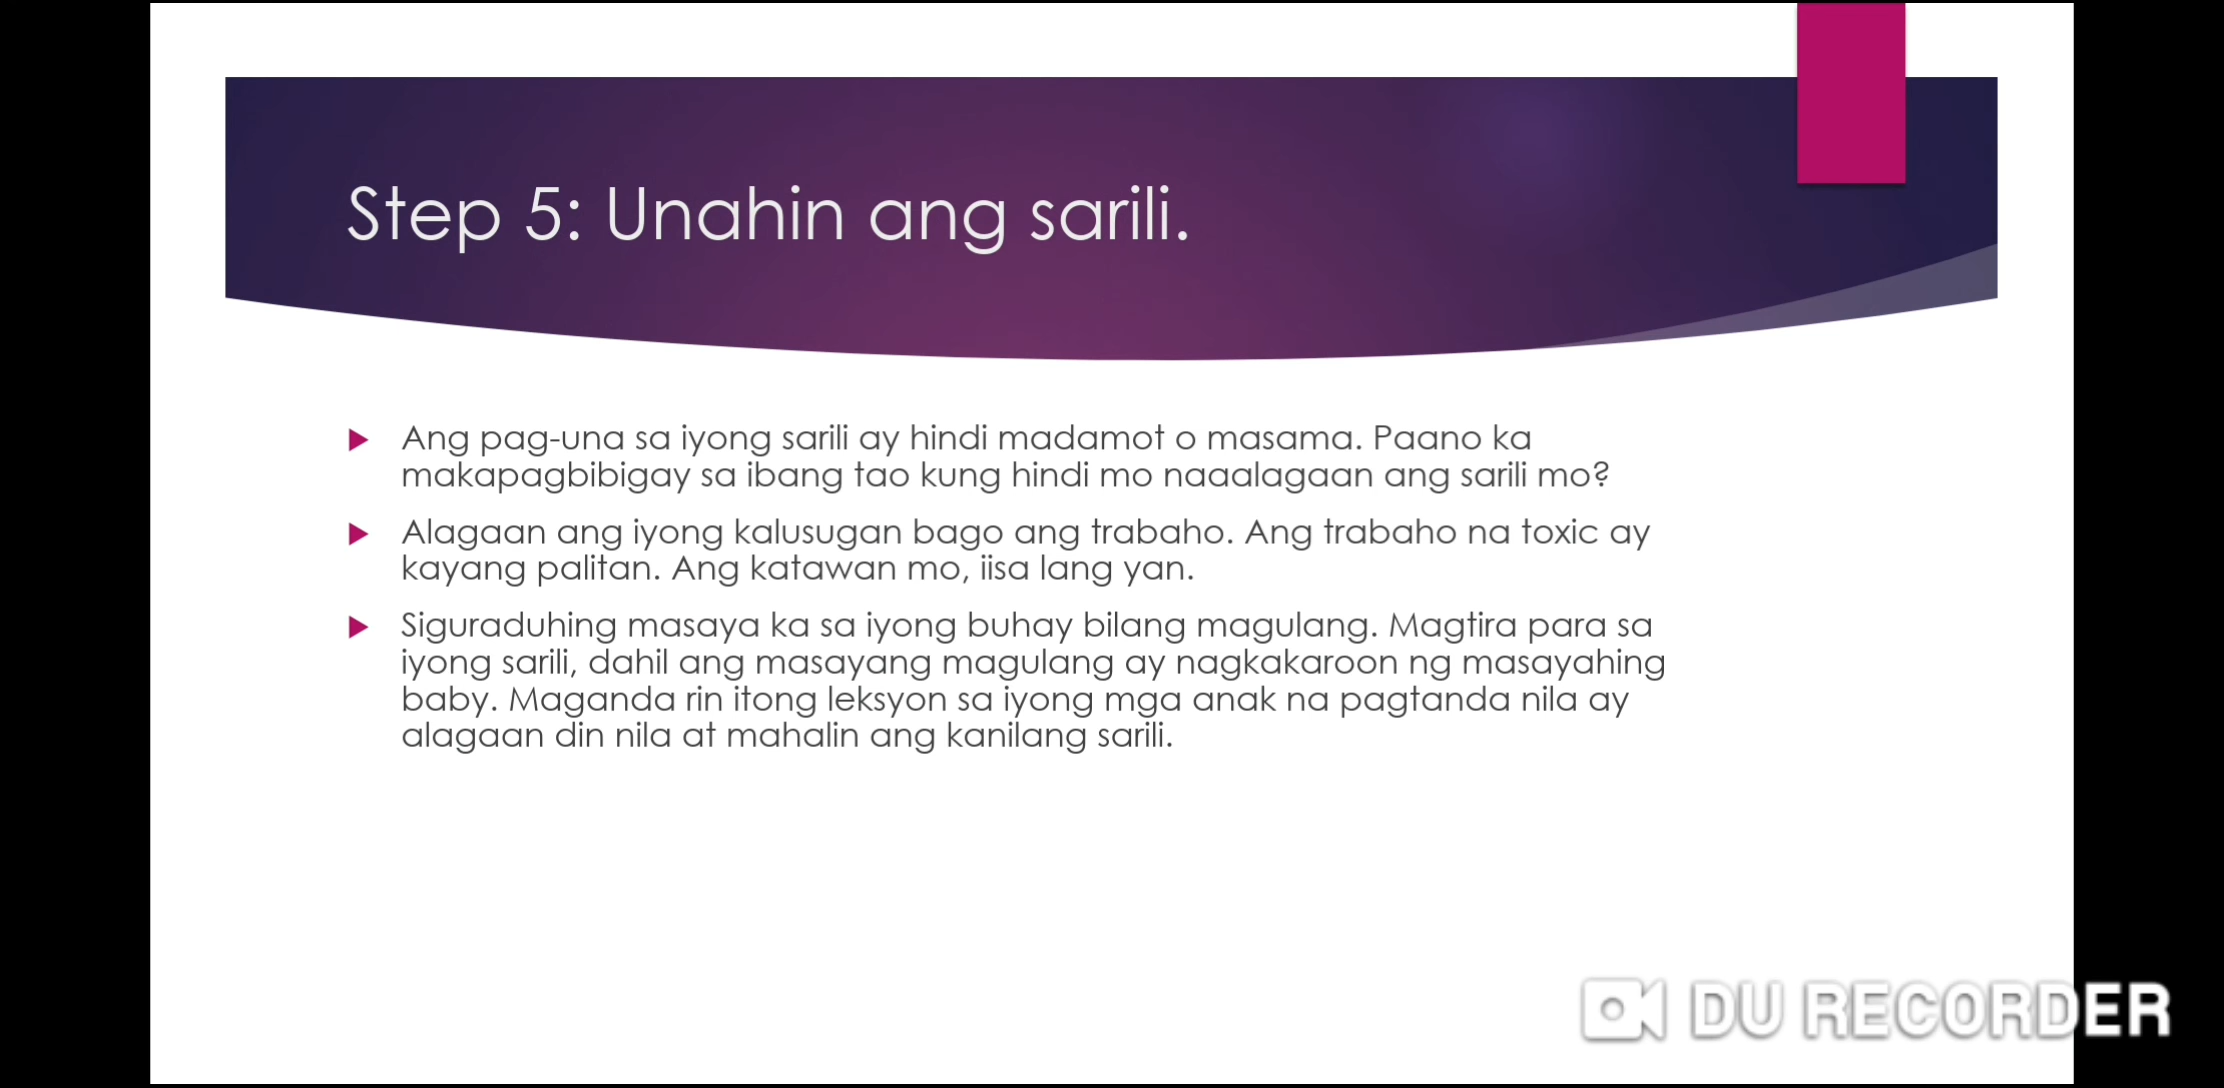 Step 5: Unahin ang sarili.
Ang pag-una sa iyong sarili ay hindi madamot o masama. Paano ka
makapagbibigay sa ibang tao kung hindi mo naaalagaan ang sarili mo?
Alagaan ang iyong kalusugan bago ang trabaho. Ang trabaho na toxic ay
kayang palitan. Ang katawan mo, iisa lang yan.
Siguraduhing masaya ka sa iyong buhay bilang magulang. Magtira para sa
iyong sarili, dahil ang masayang magulang ay nagkakaroon ng masayahing
baby. Maganda rin itong leksyon sa iyong mga anak na pagtanda nila ay
alagaan din nila at mahalin ang kanilang sarili.
DU RECORDER